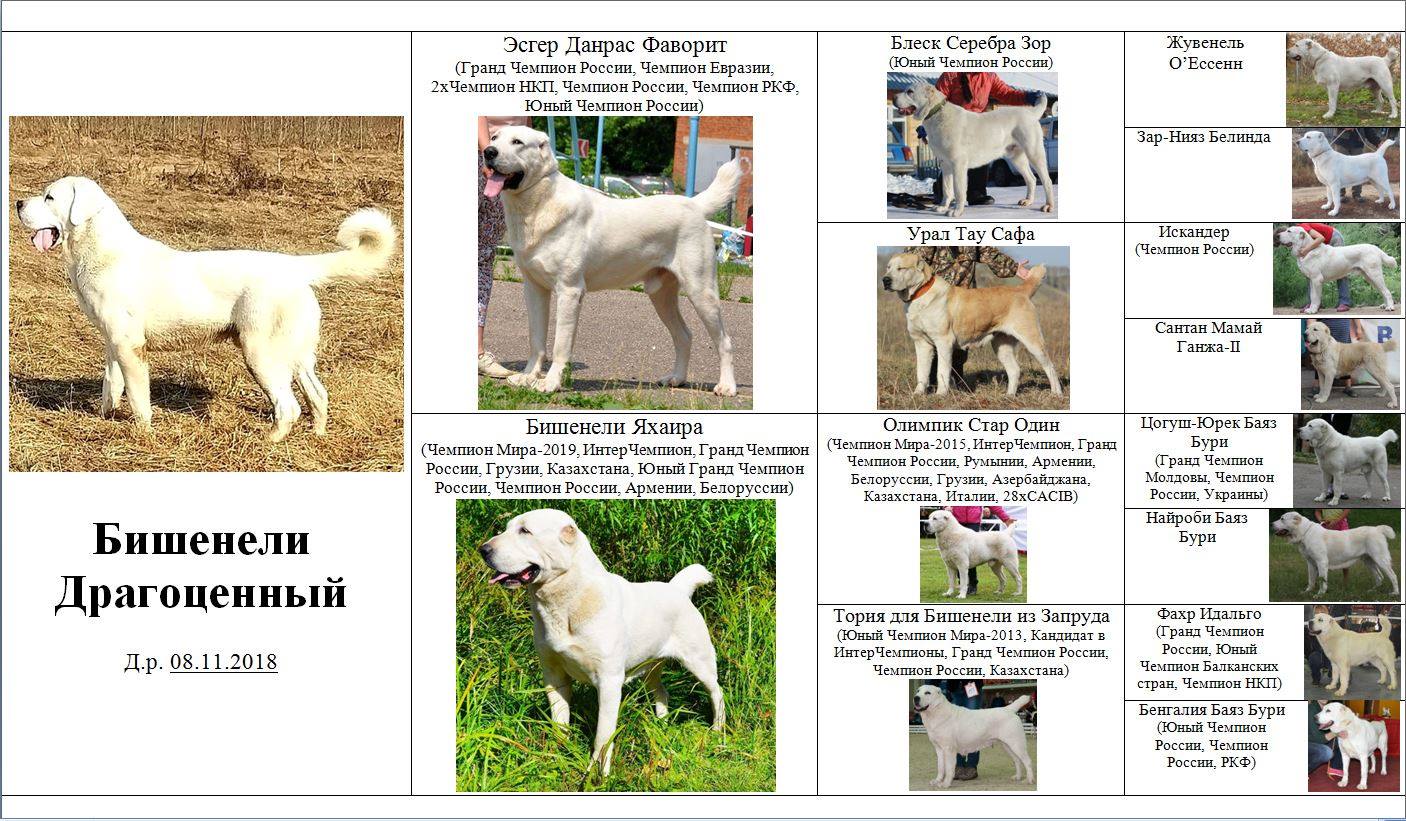 Бишенели
Драгоценный
Д.р. 08.11.2018
Эсгер Данрас Фаворит
(Гранд Чемпион России, Чемпион Евразии,
2хЧемпион НКП, Чемпион России, Чемпион РКФ,
Юный Чемпион России)
Бишенели Яхаира
(Чемпион Мира-2019, ИнтерЧемпион, Гранд Чемпион
России, Грузии, Казахстана, Юный Гранд Чемпион
России, Чемпион России, Армении, Белоруссии)
Блеск Серебра Зор
(Юный Чемпион России)
Урал Тау Сафа
Олимпик Стар Один
(Чемпион Мира-2015, ИнтерЧемпион, Гранд
Чемпион России, Румынии, Армении,
Белоруссии, Грузии, Азербайджана,
Казахстана, Италии, 28хCACIB)
Тория для Бишенели из Запруда
(Юный Чемпион Мира-2013, Кандидат в
ИнтерЧемпионы, Гранд Чемпион России,
Чемпион России, Казахстана)
Жувенель
О’Ессенн
Зар-Нияз Белинда
Искандер
(Чемпион России)
Сантан Мамай
Ганжа-II
Цогуш-Юрек Баяз
Бури
(Гранд Чемпион
Молдовы, Чемпион
России, Украины)
Найроби Баяз
Бури
Фахр Идальго
(Гранд Чемпион
России, Юный
Чемпион Балканских
стран, Чемпион НКП)
Бенгалия Баяз Бури
(Юный Чемпион
России, Чемпион
России, РКФ)